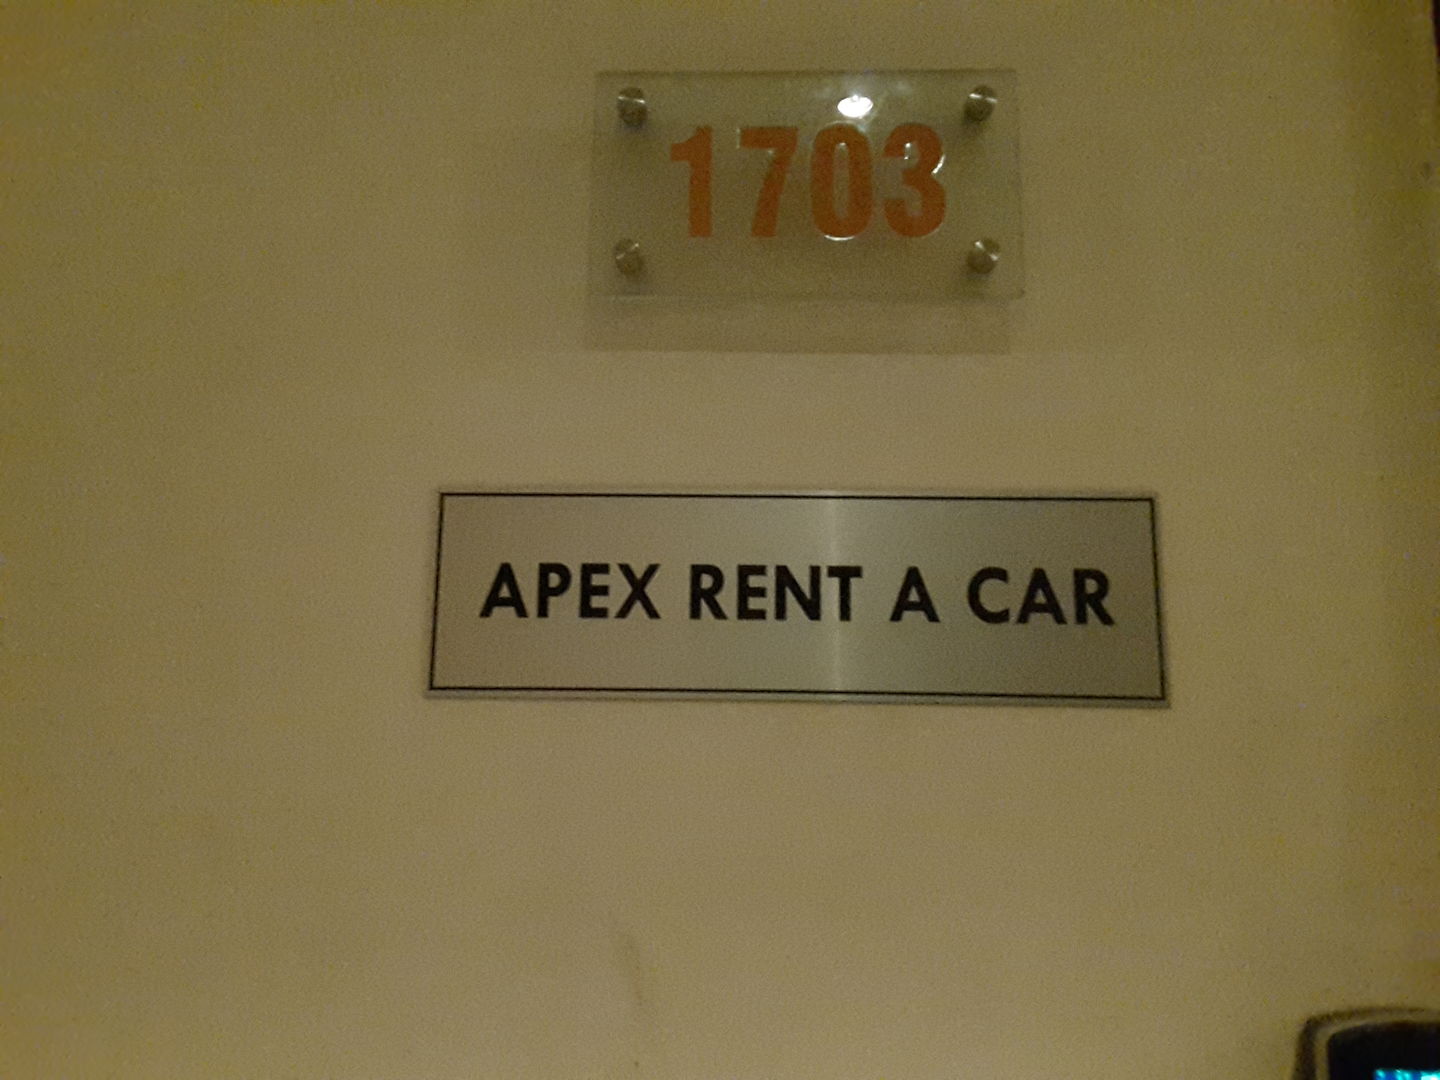 1703
APEX RENT A CAR